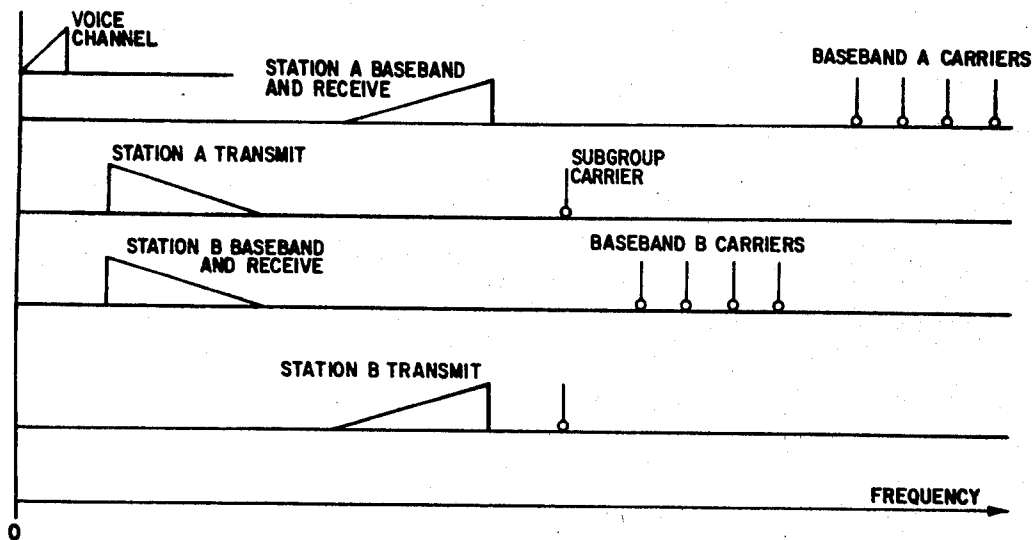 VOICE
CHANNEL
STATION A BASEBAND
AND RECEIVE
BASEBAND A CARRIERS
STATION A TRANSMIT
SUBGROUP
CARRIER
STATION B BASEBAND
AND RECEIVE
BASEBAND B CARRIERS
STATION B TRANSMIT
FREQUENCY
0